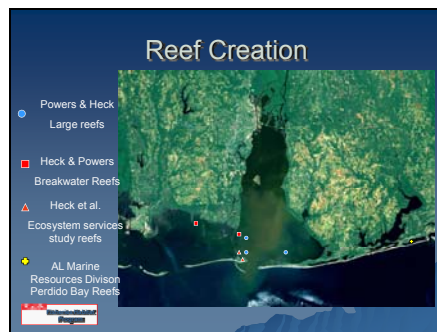 Reef Creation
Powers & Heck
Large reefs
Heck & Powers
Breakwater Reefs
Heck et al.
Ecosystem services
study reefs
AL Marine
Resources Divison
Perdido Bay Reefs
Program